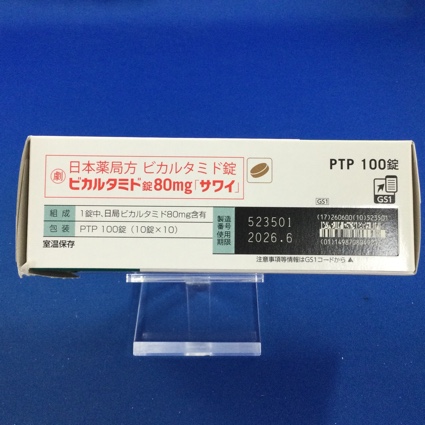 劇
日本薬局方 ビカルタミド錠
ビカルタミド錠80mg「サワイ」
PTP 100錠
GS1
組成 1錠中、日局ビカルタミド80mg含有
包装 PTP 100錠（10錠×10）
室温保存
製造番号 523501
使用期限 2026.6
GS1
(17)260600(10)523501
注意事項等情報はGS1コードから▲